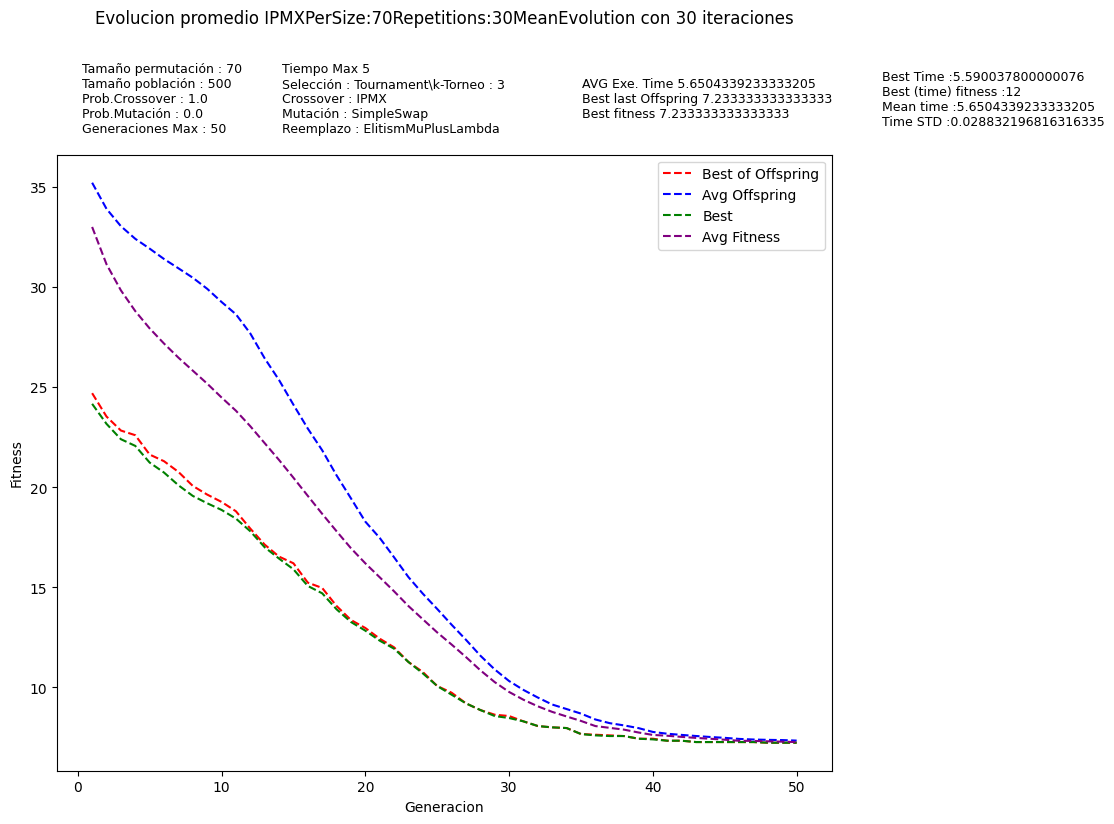 Evolucion promedio IPMXPerSize:70Repetitions:30MeanEvolution con 30 iteraciones
Tamaño permutación : 70
Tamaño población : 500
Prob.Crossover : 1.0
Prob.Mutación : 0.0
Generaciones Max : 50
Tiempo Max 5
Selección : Tournament\k-Torneo : 3
Crossover : IPMX
Mutación : SimpleSwap
Reemplazo : ElitismMuPlusLambda
AVG Exe. Time 5.6504339233333205
Best last Offspring 7.233333333333333
Best fitness 7.233333333333333
Best Time :5.590037800000076
Best (time) fitness :12
Mean time :5.6504339233333205
Time STD :0.028832196816316335
Best of Offspring
Avg Offspring
Best
Avg Fitness
Fitness
35
30
25
20
15
10
0 10 20 30 40 50
Generacion